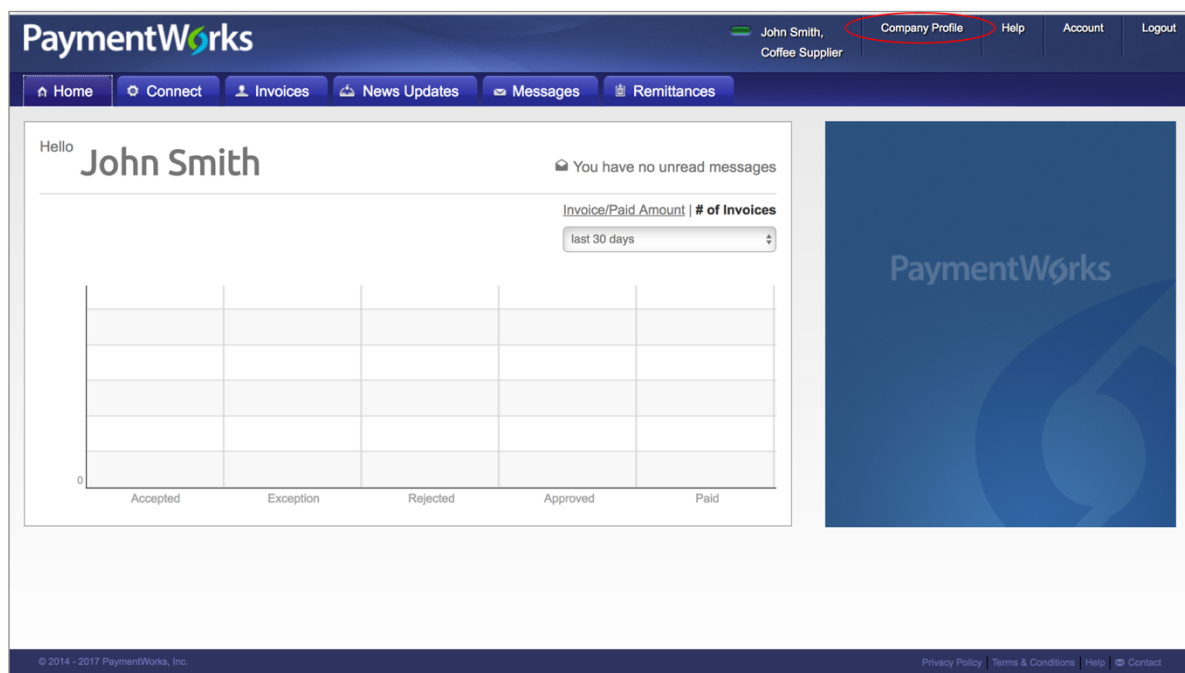 PaymentWorks
John Smith,
Coffee Supplier
Company Profile
Help
Account
Logout
Home
Connect
Invoices
News Updates
Messages
Remittances
Hello
John Smith
You have no unread messages
Invoice/Paid Amount | # of Invoices
last 30 days
PaymentWorks
0
Accepted
Exception
Rejected
Approved
Paid
© 2014 - 2017 PaymentWorks, Inc.
Privacy Policy | Terms & Conditions | Help | Contact